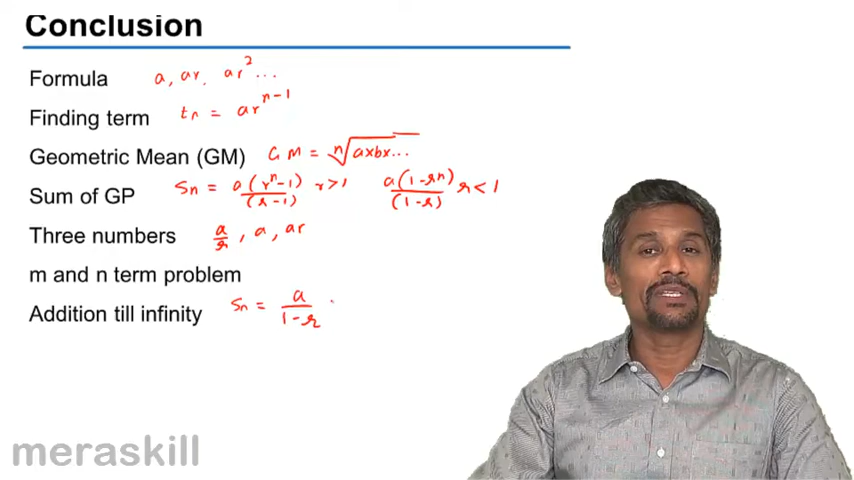 Conclusion
Formula a, ar, ar² ...
Finding term tn = ar^(n-1)
Geometric Mean (GM) GM = ⁿ√(a×b×...)
Sum of GP Sn = a(rⁿ-1)/(r-1) r>1 a(1-rⁿ)/(1-r) r<1
Three numbers a/r, a, ar
m and n term problem
Addition till infinity Sn = a/(1-r)
meraskill